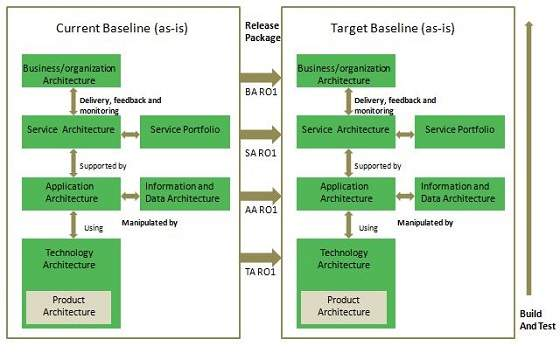 Current Baseline (as-is)
Business/organization
Architecture
Delivery, feedback and
monitoring
Service Architecture
Service Portfolio
Supported by
Application
Architecture
Information and
Data Architecture
Using
Manipulated by
Technology
Architecture
Product
Architecture
Release
Package
BA RO1
SA RO1
AA RO1
TA RO1
Target Baseline (as-is)
Business/organization
Architecture
Delivery, feedback and
monitoring
Service Architecture
Service Portfolio
Supported by
Application
Architecture
Information and
Data Architecture
Using
Manipulated by
Technology
Architecture
Product
Architecture
Build
And Test